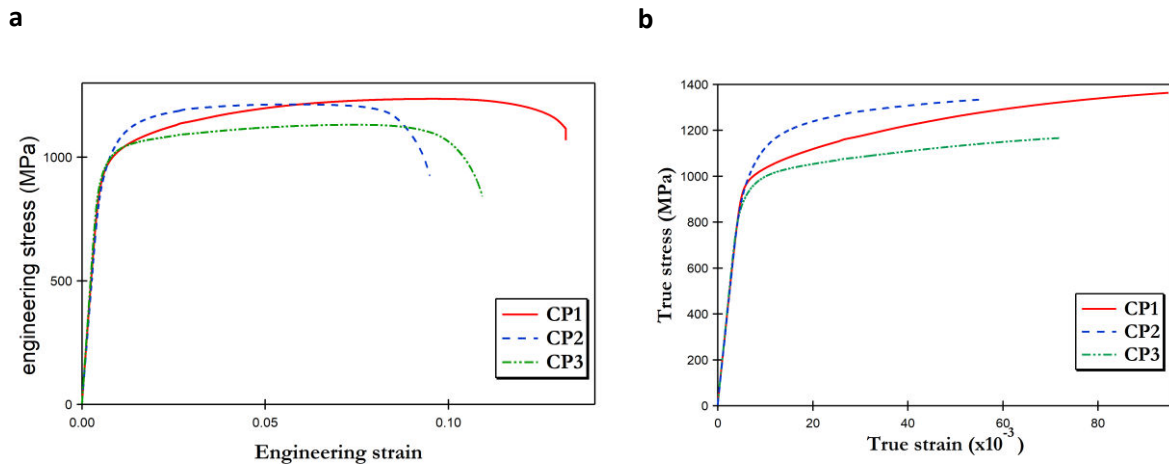 a
b
engineering stress (MPa)
1000
500
0
0.00
0.05
0.10
Engineering strain
CP1
CP2
CP3
True stress (MPa)
1400
1200
1000
800
600
400
200
0
0
20
40
60
80
True strain (x10⁻³)
CP1
CP2
CP3